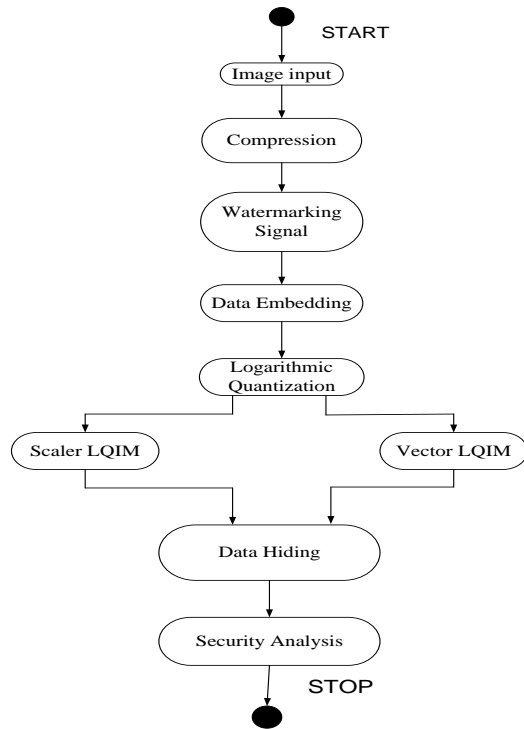 START
Image input
Compression
Watermarking
Signal
Data Embedding
Logarithmic
Quantization
Scaler LQIM
Vector LQIM
Data Hiding
Security Analysis
STOP